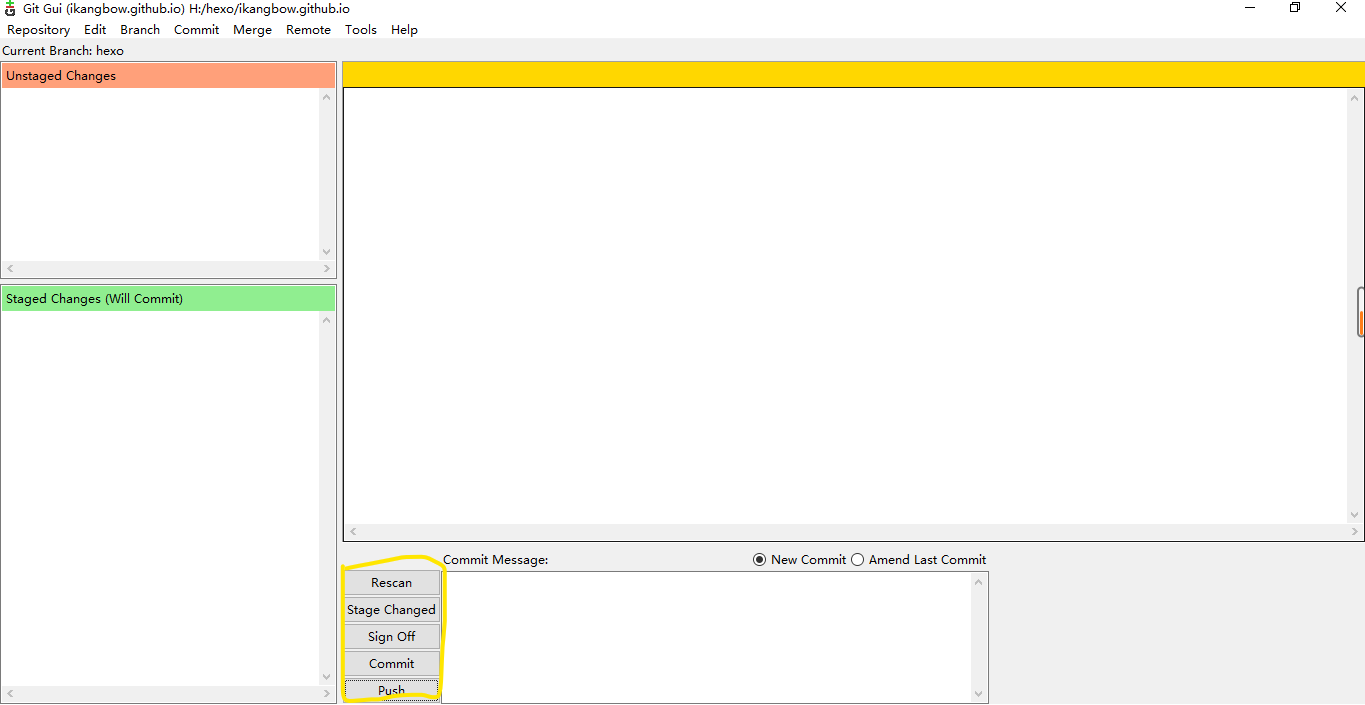 Git Gui (ikangbow.github.io) H:/hexo/ikangbow.github.io
Repository Edit Branch Commit Merge Remote Tools Help
Current Branch: hexo
Unstaged Changes
Staged Changes (Will Commit)
Commit Message: New Commit Amend Last Commit
Rescan
Stage Changed
Sign Off
Commit
Push